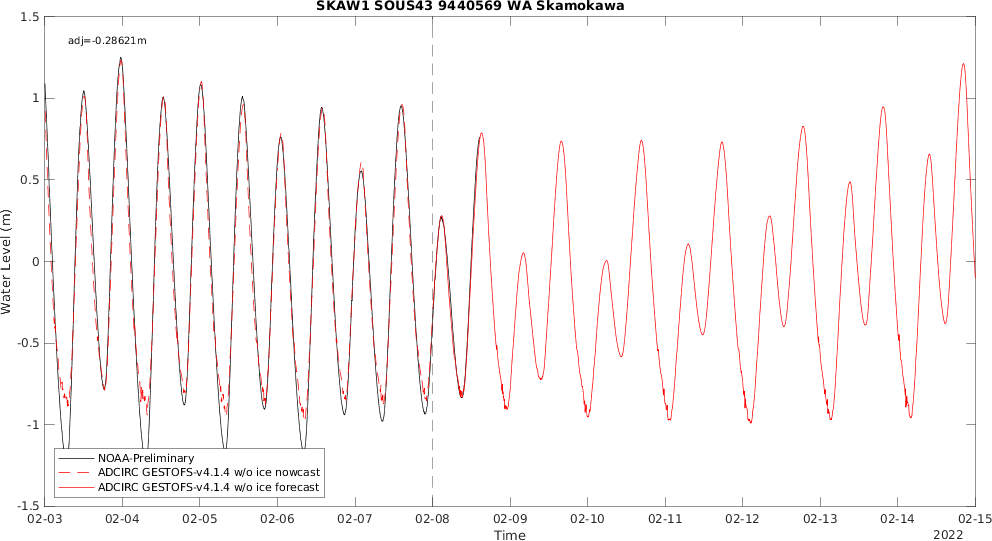 SKAW1 SOUS43 9440569 WA Skamokawa
adj=-0.28621m
1.5
1
0.5
0
-0.5
-1
-1.5
Water Level (m)
NOAA-Preliminary
ADCIRC GESTOFS-v4.1.4 w/o ice nowcast
ADCIRC GESTOFS-v4.1.4 w/o ice forecast
02-03 02-04 02-05 02-06 02-07 02-08 02-09 02-10 02-11 02-12 02-13 02-14 02-15
Time
2022